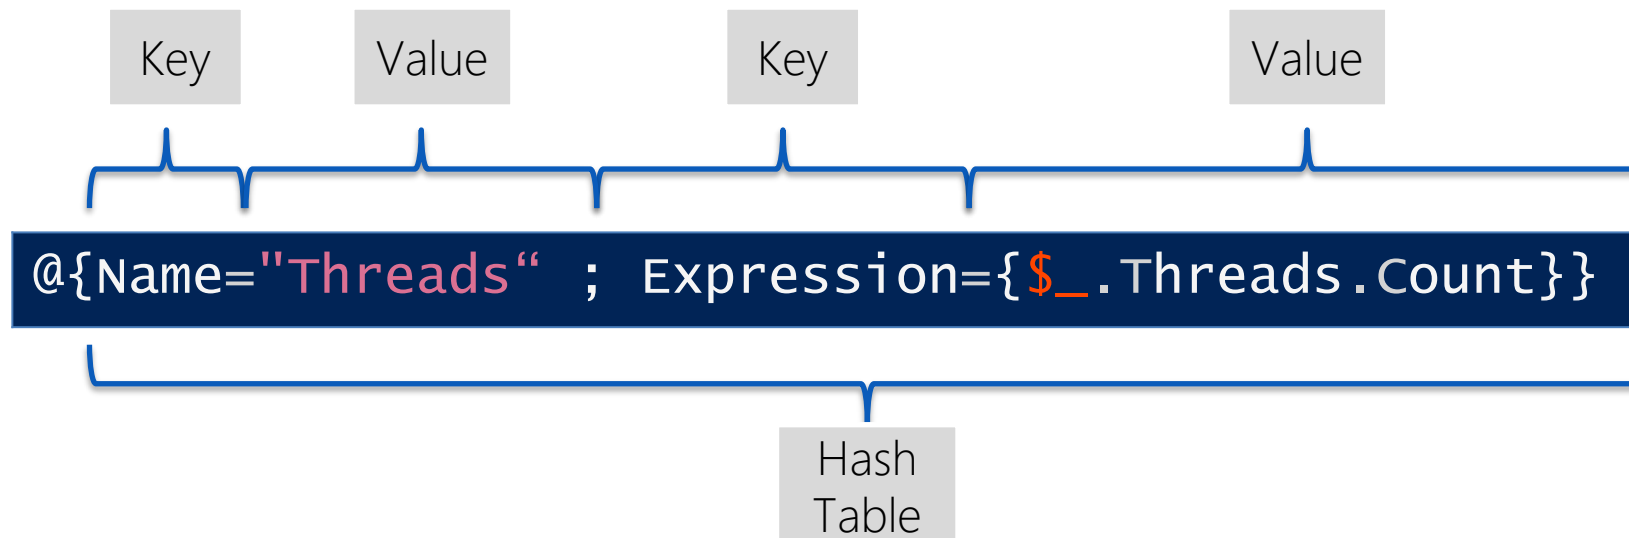 Key Value Key Value
@{Name="Threads“ ; Expression={$_.Threads.Count}}
Hash
Table